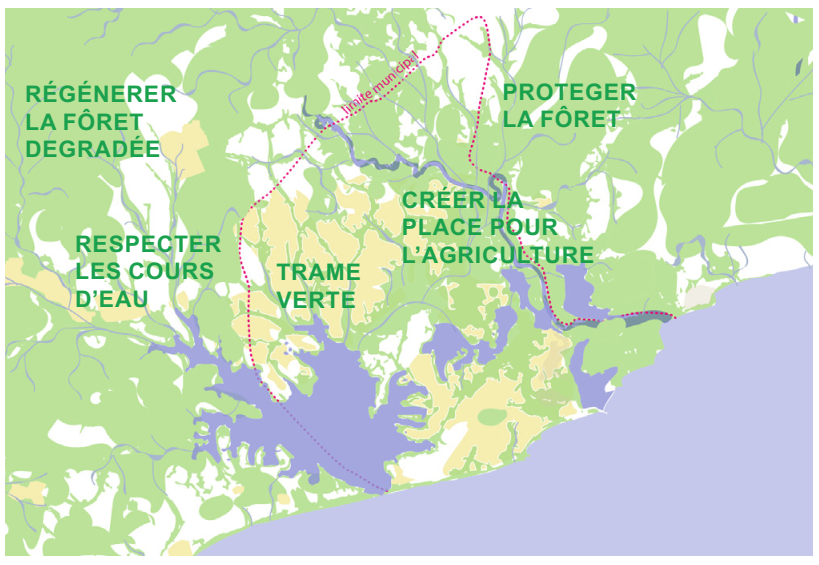 RÉGÉNERER
LA FÔRET
DEGRADÉE
limite municipal
PROTEGER
LA FÔRET
CRÉER LA
PLACE POUR
L'AGRICULTURE
RESPECTER
LES COURS
D'EAU
TRAME
VERTE